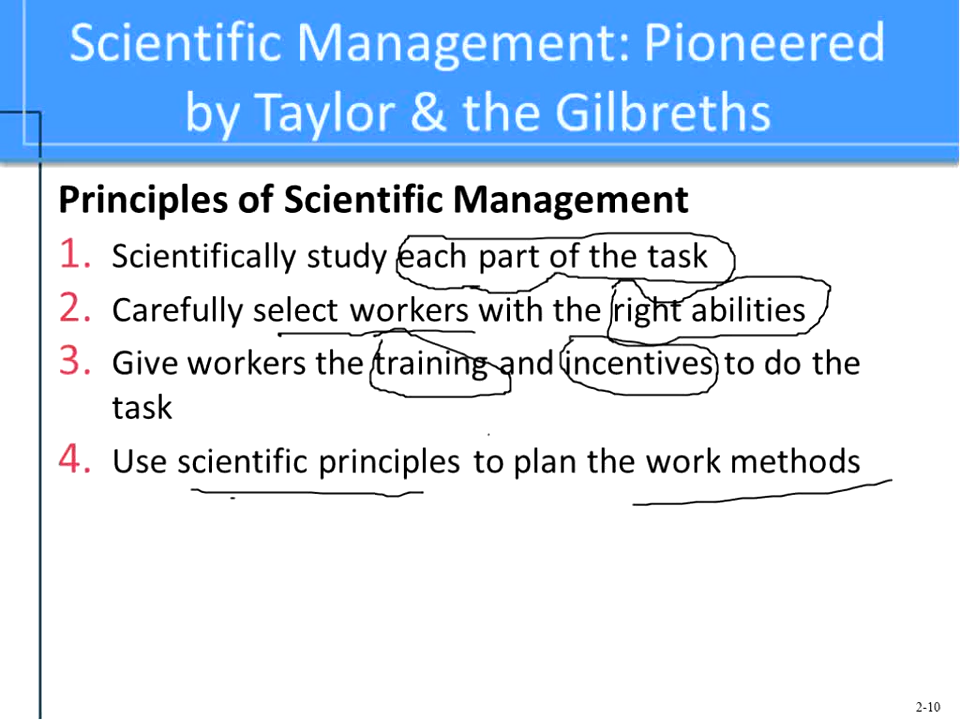 Scientific Management: Pioneered
by Taylor & the Gilbreths
Principles of Scientific Management
1. Scientifically study each part of the task
2. Carefully select workers with the right abilities
3. Give workers the training and incentives to do the
task
4. Use scientific principles to plan the work methods
2-10